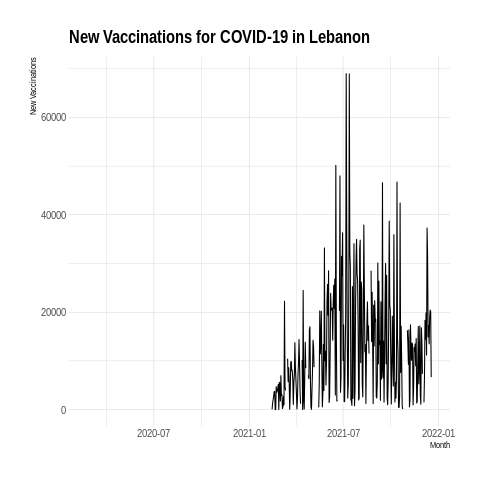 New Vaccinations for COVID-19 in Lebanon
New Vaccinations
60000
40000
20000
0
2020-07
2021-01
2021-07
2022-01
Month